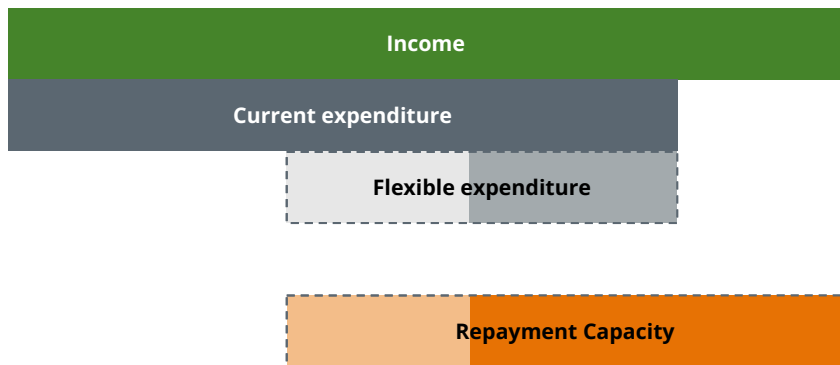 Income
Current expenditure
Flexible expenditure
Repayment Capacity